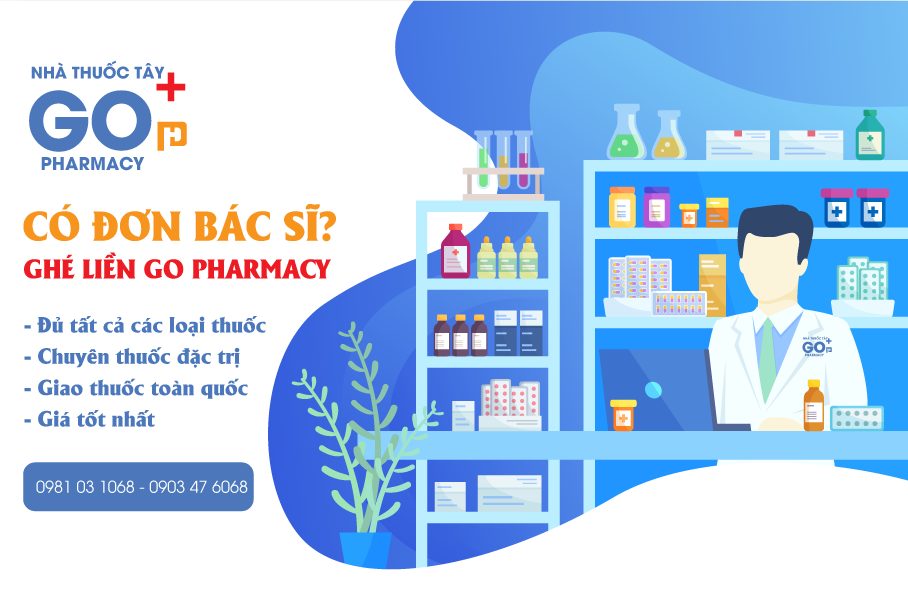 NHÀ THUỐC TÂY
GO
PHARMACY
CÓ ĐƠN BÁC SĨ?
GHÉ LIỀN GO PHARMACY
- Đủ tất cả các loại thuốc
- Chuyên thuốc đặc trị
- Giao thuốc toàn quốc
- Giá tốt nhất
0981 03 1068 - 0903 47 6068
NHÀ THUỐC TÂY
GO
PHARMACY